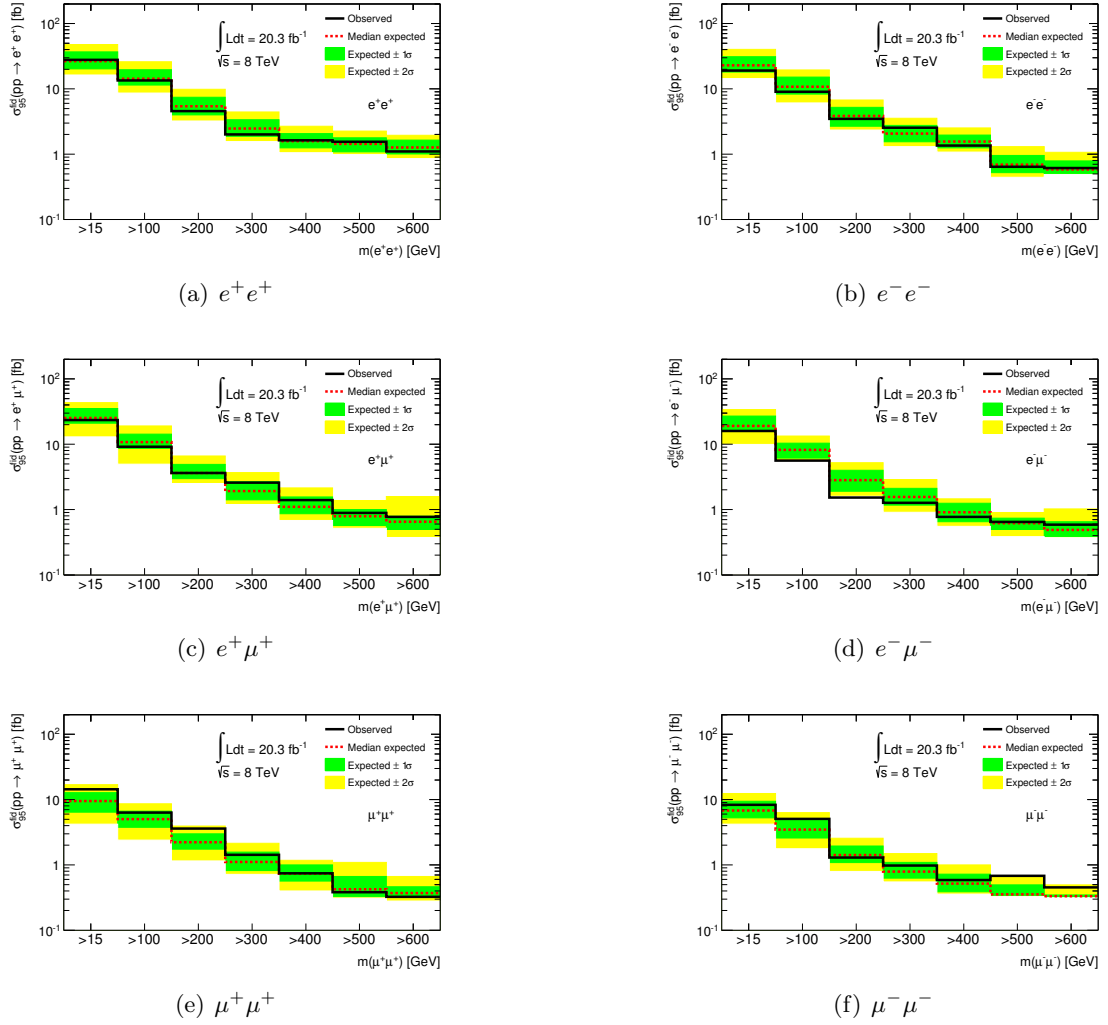 σ⁠^fid_95(pp → e⁺ e⁺) [fb]
10²
10
1
10⁻¹
∫ Ldt = 20.3 fb⁻¹
√s = 8 TeV
Observed
Median expected
Expected ± 1σ
Expected ± 2σ
e⁺e⁺
>15 >100 >200 >300 >400 >500 >600
m(e⁺e⁺) [GeV]
(a) e⁺e⁺
σ^fid_95(pp → e⁻ e⁻) [fb]
10²
10
1
10⁻¹
∫ Ldt = 20.3 fb⁻¹
√s = 8 TeV
Observed
Median expected
Expected ± 1σ
Expected ± 2σ
e⁻e⁻
>15 >100 >200 >300 >400 >500 >600
m(e⁻e⁻) [GeV]
(b) e⁻e⁻
σ^fid_95(pp → e⁺ μ⁺) [fb]
10²
10
1
10⁻¹
∫ Ldt = 20.3 fb⁻¹
√s = 8 TeV
Observed
Median expected
Expected ± 1σ
Expected ± 2σ
e⁺μ⁺
>15 >100 >200 >300 >400 >500 >600
m(e⁺μ⁺) [GeV]
(c) e⁺μ⁺
σ^fid_95(pp → e⁻ μ⁻) [fb]
10²
10
1
10⁻¹
∫ Ldt = 20.3 fb⁻¹
√s = 8 TeV
Observed
Median expected
Expected ± 1σ
Expected ± 2σ
e⁻μ⁻
>15 >100 >200 >300 >400 >500 >600
m(e⁻μ⁻) [GeV]
(d) e⁻μ⁻
σ^fid_95(pp → μ⁺ μ⁺) [fb]
10²
10
1
10⁻¹
∫ Ldt = 20.3 fb⁻¹
√s = 8 TeV
Observed
Median expected
Expected ± 1σ
Expected ± 2σ
μ⁺μ⁺
>15 >100 >200 >300 >400 >500 >600
m(μ⁺μ⁺) [GeV]
(e) μ⁺μ⁺
σ^fid_95(pp → μ⁻ μ⁻) [fb]
10²
10
1
10⁻¹
∫ Ldt = 20.3 fb⁻¹
√s = 8 TeV
Observed
Median expected
Expected ± 1σ
Expected ± 2σ
μ⁻μ⁻
>15 >100 >200 >300 >400 >500 >600
m(μ⁻μ⁻) [GeV]
(f) μ⁻μ⁻